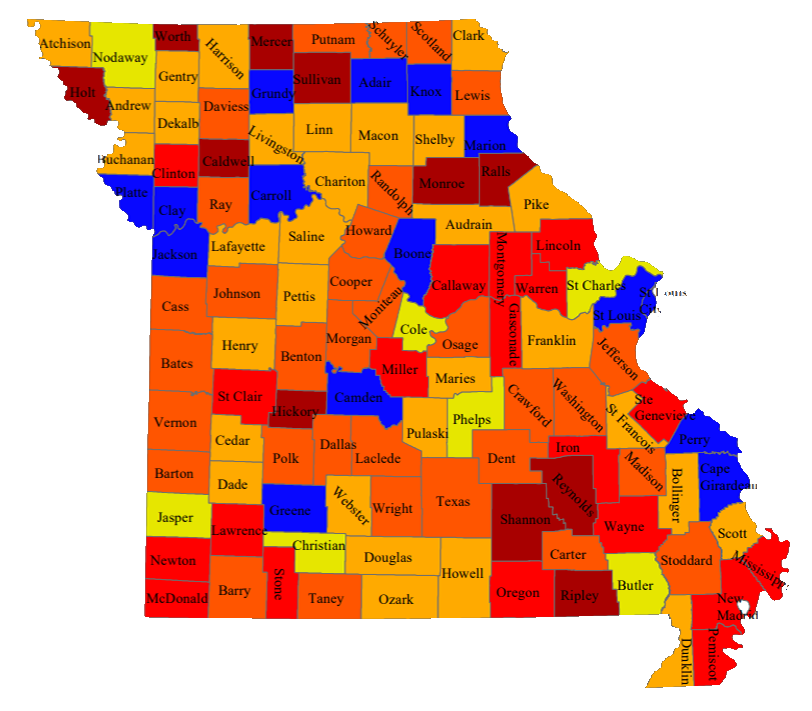 Atchison
Nodaway
Worth
Harrison
Mercer
Putnam
Schuyler
Scotland
Clark
Holt
Gentry
Sullivan
Adair
Knox
Lewis
Andrew
Dekalb
Daviess
Grundy
Livingston
Linn
Macon
Shelby
Marion
Buchanan
Clinton
Caldwell
Chariton
Randolph
Monroe
Ralls
Platte
Clay
Ray
Carroll
Pike
Audrain
Howard
Saline
Boone
Lafayette
Jackson
Callaway
Montgomery
Lincoln
Warren
St Charles
St Louis
City
St Louis
Cass
Johnson
Pettis
Cooper
Moniteau
Cole
Osage
Gasconade
Franklin
Jefferson
Henry
Bates
Benton
Morgan
Miller
Maries
St Clair
Hickory
Camden
Pulaski
Phelps
Crawford
Washington
St Francois
Ste
Genevieve
Perry
Vernon
Cedar
Polk
Dallas
Laclede
Dent
Iron
Madison
Bollinger
Cape
Girardeau
Barton
Dade
Greene
Webster
Wright
Texas
Shannon
Reynolds
Wayne
Scott
Mississippi
Jasper
Lawrence
Christian
Douglas
Howell
Carter
Stoddard
Newton
McDonald
Barry
Stone
Taney
Ozark
Oregon
Ripley
Butler
New
Madrid
Dunklin
Pemiscot